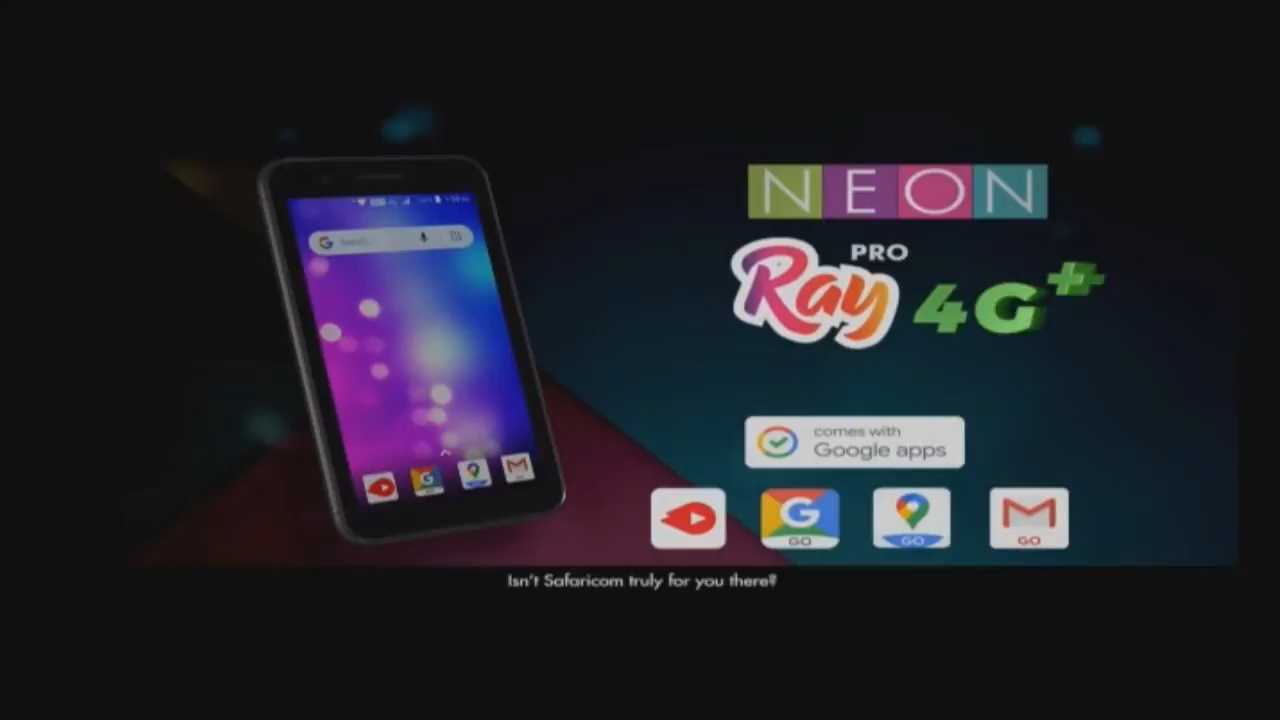 NEON
PRO
Ray 4G++
comes with
Google apps
GO
GO
GO
Isn't Safaricom truly for you there?